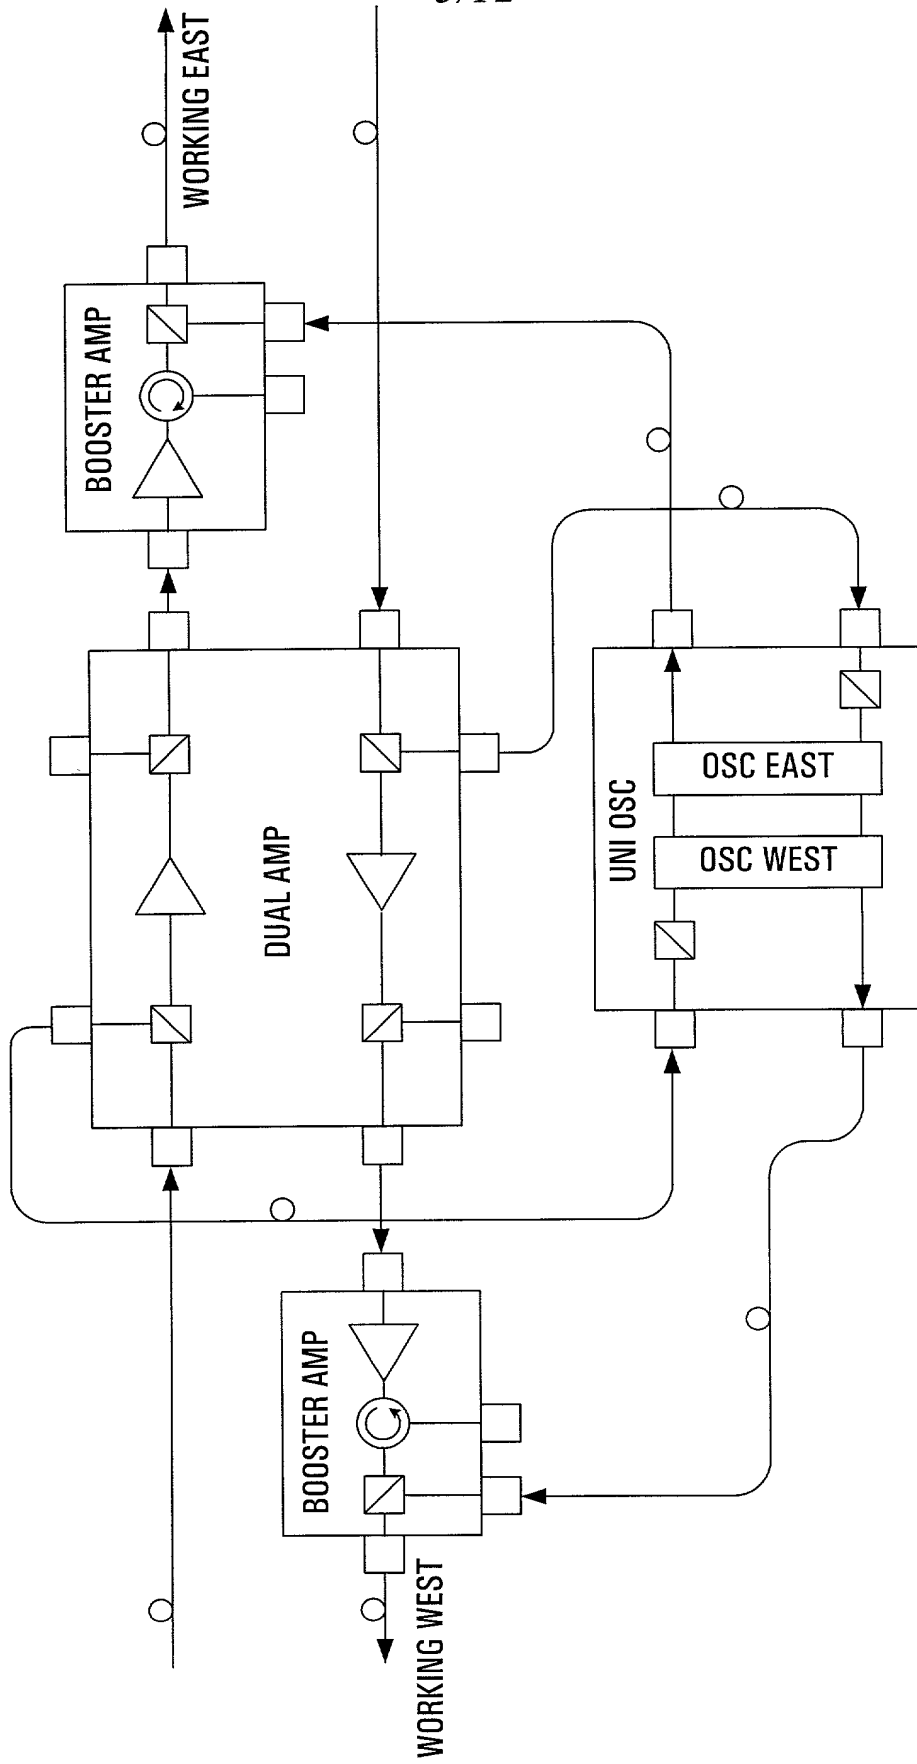 WORKING EAST
BOOSTER AMP
DUAL AMP
UNI OSC
OSC EAST
OSC WEST
BOOSTER AMP
WORKING WEST